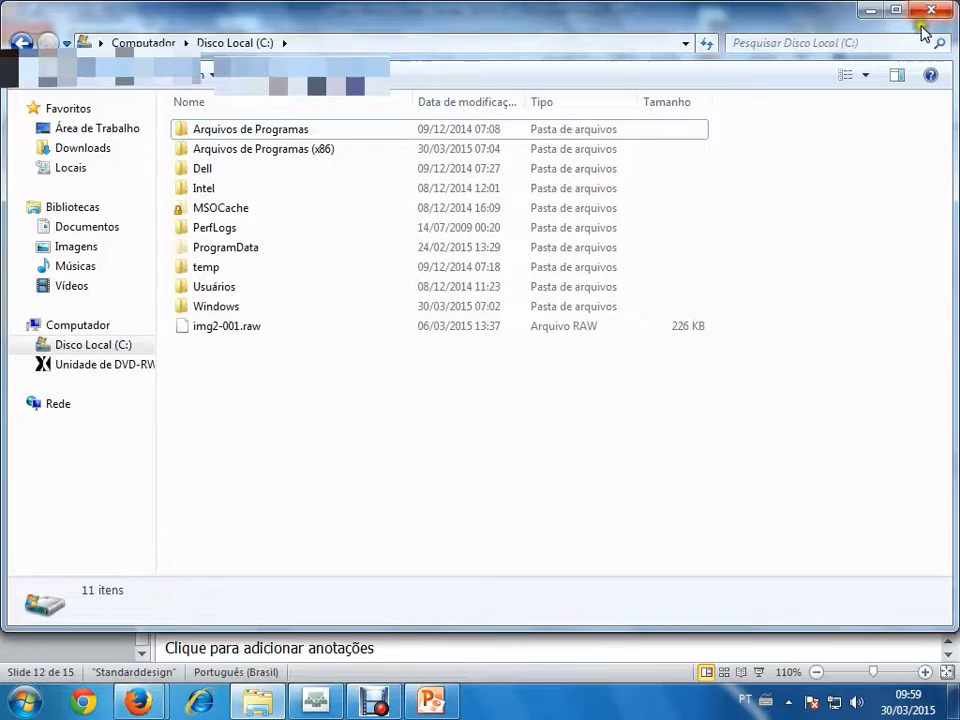 Computador Disco Local (C:) Pesquisar Disco Local (C:)
Nome Data de modificaç... Tipo Tamanho
Favoritos
Área de Trabalho
Downloads
Locais
Bibliotecas
Documentos
Imagens
Músicas
Vídeos
Computador
Disco Local (C:)
Unidade de DVD-RW
Rede
Arquivos de Programas 09/12/2014 07:08 Pasta de arquivos
Arquivos de Programas (x86) 30/03/2015 07:04 Pasta de arquivos
Dell 09/12/2014 07:27 Pasta de arquivos
Intel 08/12/2014 12:01 Pasta de arquivos
MSOCache 08/12/2014 16:09 Pasta de arquivos
PerfLogs 14/07/2009 00:20 Pasta de arquivos
ProgramData 24/02/2015 13:29 Pasta de arquivos
temp 09/12/2014 07:18 Pasta de arquivos
Usuários 08/12/2014 11:23 Pasta de arquivos
Windows 30/03/2015 07:02 Pasta de arquivos
img2-001.raw 06/03/2015 13:37 Arquivo RAW 226 KB
11 itens
Clique para adicionar anotações
Slide 12 de 15 "Standarddesign" Português (Brasil) 110%
PT 09:59
30/03/2015